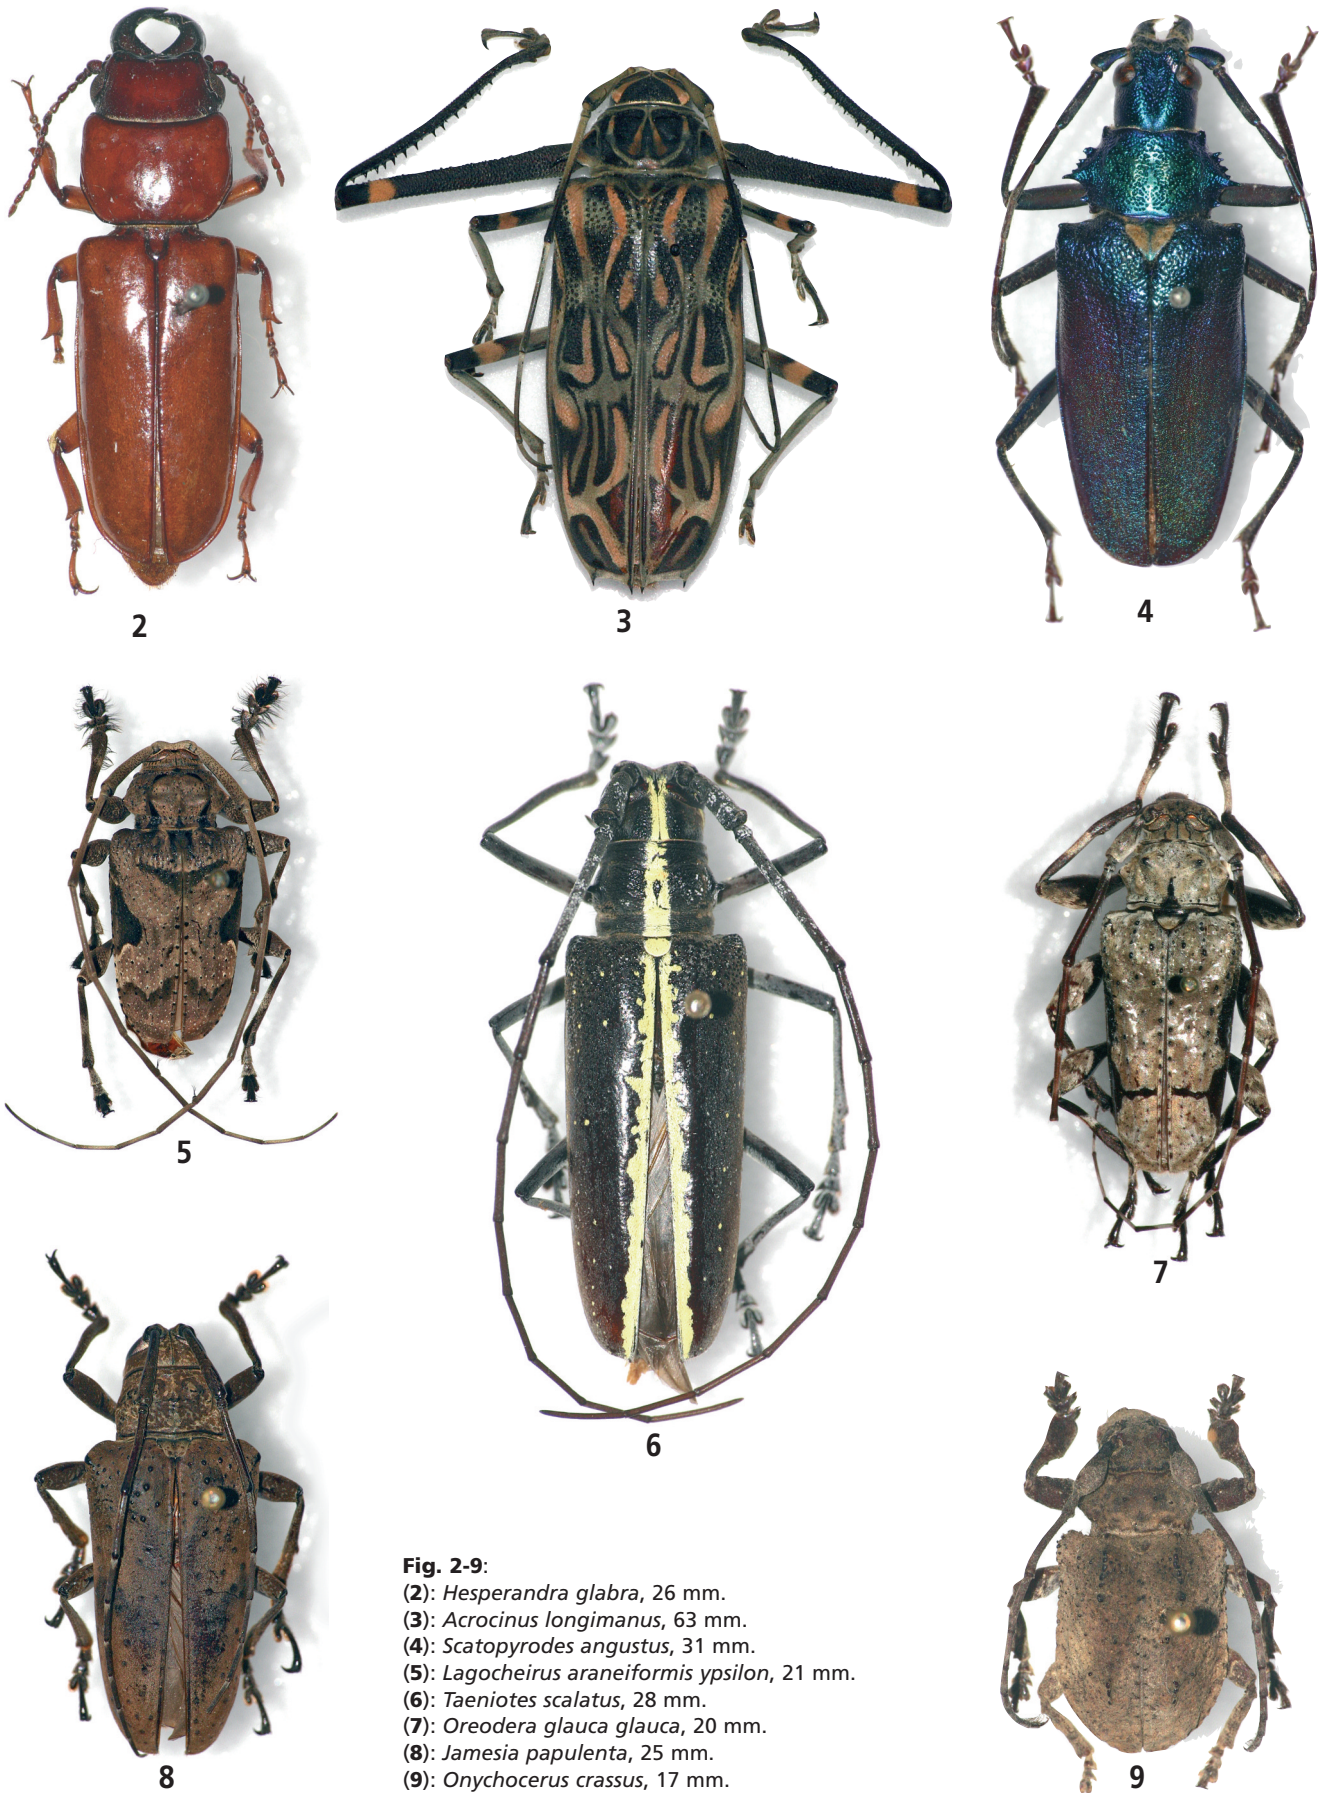 2
3
4
5
6
7
8
9
Fig. 2-9:
(2): Hesperandra glabra, 26 mm.
(3): Acrocinus longimanus, 63 mm.
(4): Scatopyrodes angustus, 31 mm.
(5): Lagocheirus araneiformis ypsilon, 21 mm.
(6): Taeniotes scalatus, 28 mm.
(7): Oreodera glauca glauca, 20 mm.
(8): Jamesia papulenta, 25 mm.
(9): Onychocerus crassus, 17 mm.